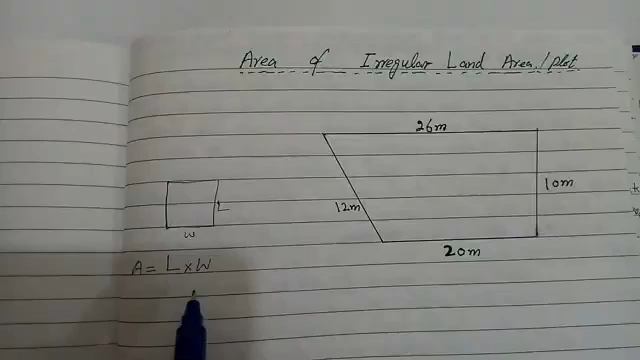 Area of Irregular Land Area/plot
26m
10m
L
12m
W
20m
A = L x W